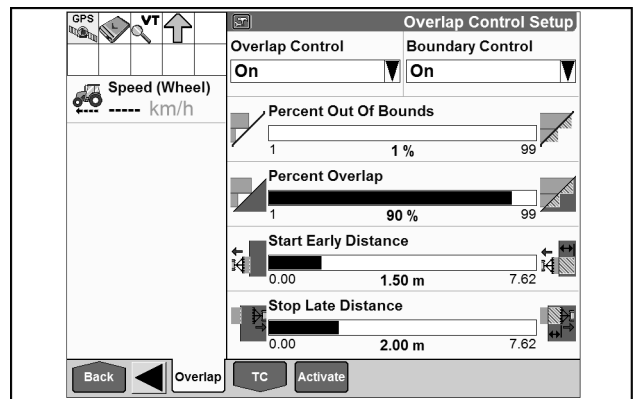 GPS
VT
Overlap Control Setup
Speed (Wheel)
----- km/h
Overlap Control
Boundary Control
On
On
Percent Out Of Bounds
1
1 %
99
Percent Overlap
1
90 %
99
Start Early Distance
0.00
1.50 m
7.62
Stop Late Distance
0.00
2.00 m
7.62
Back
Overlap
TC
Activate